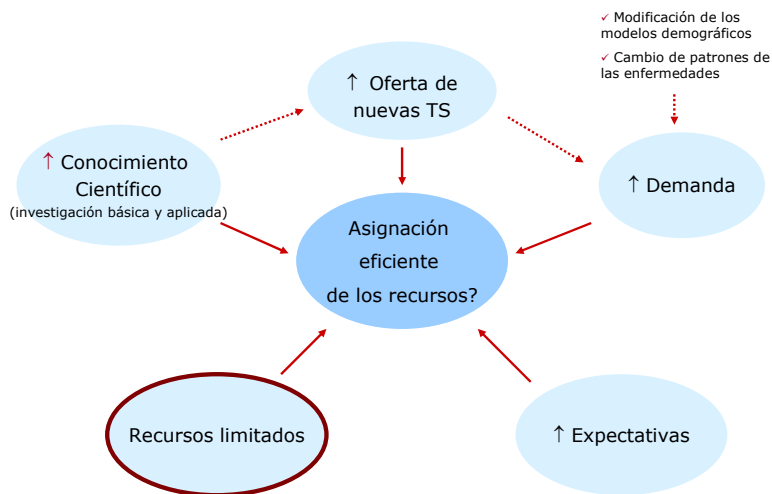 ✓ Modificación de los
modelos demográficos
✓ Cambio de patrones de
las enfermedades
↑ Oferta de
nuevas TS
↑ Conocimiento
Científico
(investigación básica y aplicada)
↑ Demanda
Asignación
eficiente
de los recursos?
Recursos limitados
↑ Expectativas